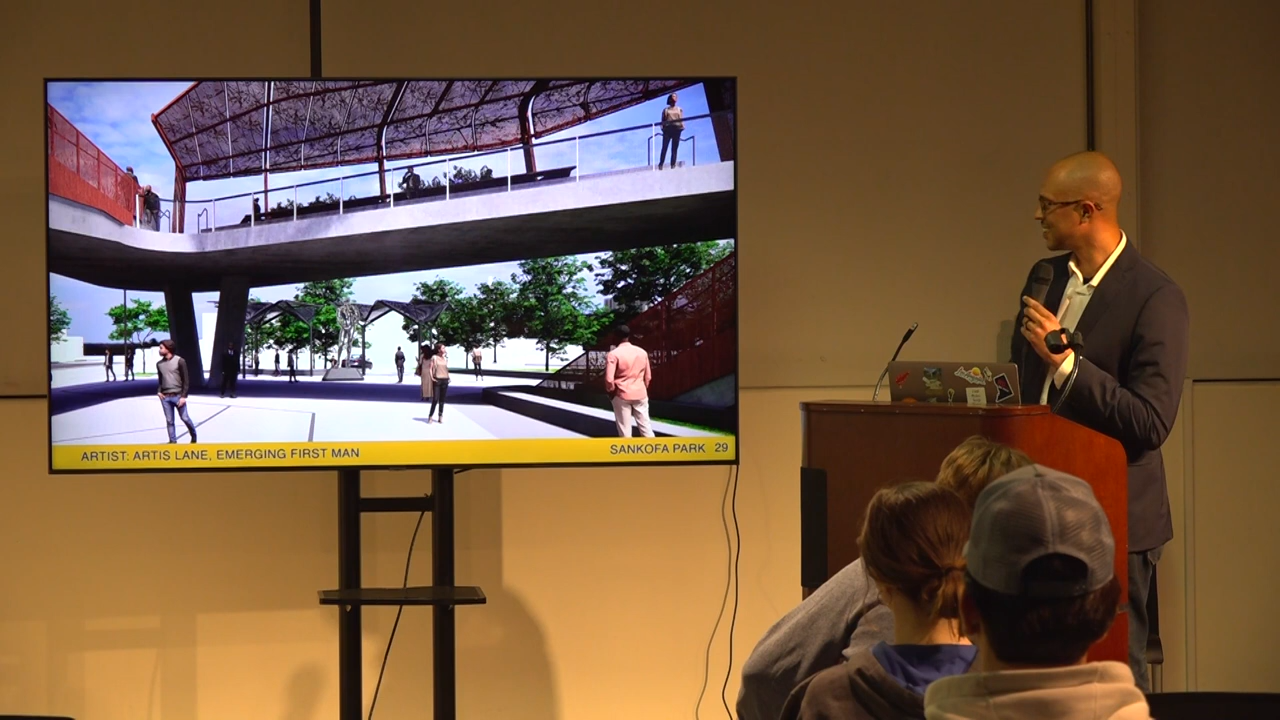 ARTIST: ARTIS LANE, EMERGING FIRST MAN
SANKOFA PARK 29